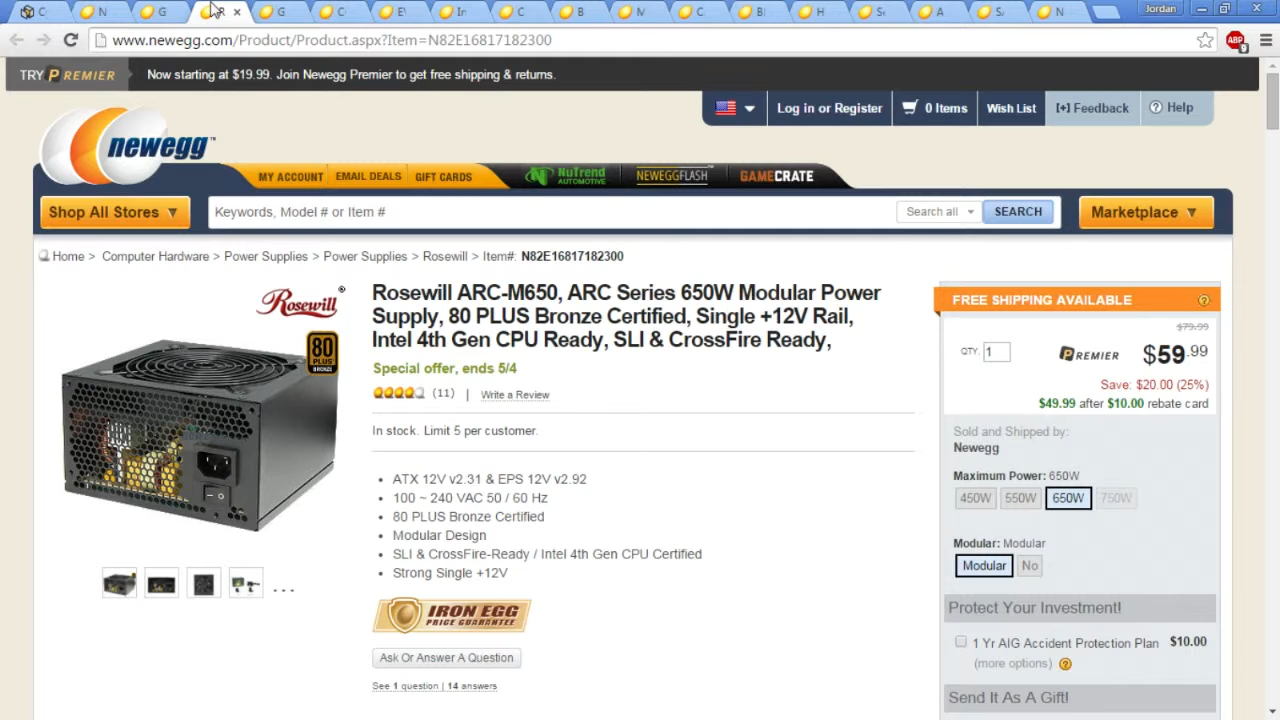 C
N
G
R
G
C
E\
In
C
B
M
C
Bl
H
S
A
S
N
Jordan
www.newegg.com/Product/Product.aspx?Item=N82E16817182300
ABP
9
TRY PREMIER
Now starting at $19.99. Join Newegg Premier to get free shipping & returns.
Log in or Register
0 Items
Wish List
[+] Feedback
Help
newegg™
MY ACCOUNT
EMAIL DEALS
GIFT CARDS
NUTREND
AUTOMOTIVE
NEWEGGFLASH™
GAMECRATE
Shop All Stores ▼
Keywords, Model # or Item #
Search all
SEARCH
Marketplace ▼
Home > Computer Hardware > Power Supplies > Power Supplies > Rosewill > Item#: N82E16817182300
Rosewill®
80
PLUS
BRONZE
Rosewill ARC-M650, ARC Series 650W Modular Power
Supply, 80 PLUS Bronze Certified, Single +12V Rail,
Intel 4th Gen CPU Ready, SLI & CrossFire Ready,
Special offer, ends 5/4
(11) | Write a Review
In stock. Limit 5 per customer.
• ATX 12V v2.31 & EPS 12V v2.92
• 100 ~ 240 VAC 50 / 60 Hz
• 80 PLUS Bronze Certified
• Modular Design
• SLI & CrossFire-Ready / Intel 4th Gen CPU Certified
• Strong Single +12V
IRON EGG
PRICE GUARANTEE
Ask Or Answer A Question
See 1 question | 14 answers
. . .
FREE SHIPPING AVAILABLE
$79.99
QTY. 1
PREMIER
$59.99
Save: $20.00 (25%)
$49.99 after $10.00 rebate card
Sold and Shipped by:
Newegg
Maximum Power: 650W
450W 550W 650W 750W
Modular: Modular
Modular No
Protect Your Investment!
1 Yr AIG Accident Protection Plan $10.00
(more options)
Send It As A Gift!